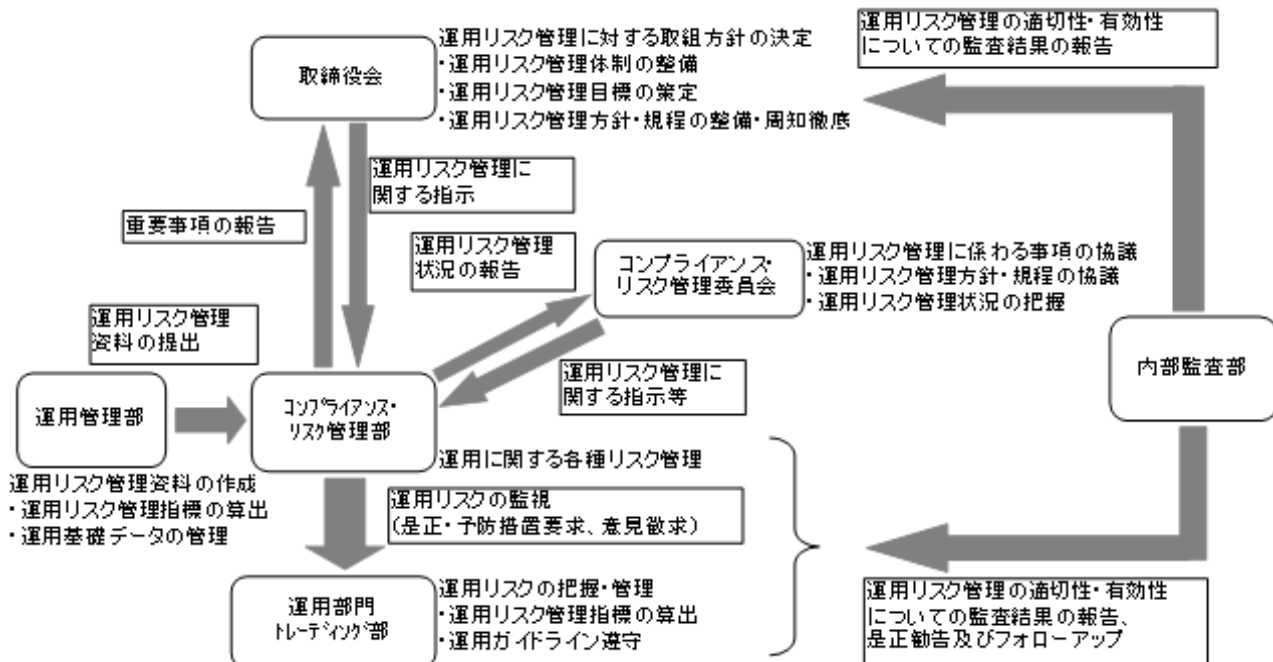 取締役会
運用リスク管理に対する取組方針の決定
・運用リスク管理体制の整備
・運用リスク管理目標の策定
・運用リスク管理方針・規程の整備・周知徹底
運用リスク管理の適切性・有効性
についての監査結果の報告
運用リスク管理に
関する指示
重要事項の報告
運用リスク管理
状況の報告
コンプライアンス・
リスク管理委員会
運用リスク管理に係わる事項の協議
・運用リスク管理方針・規程の協議
・運用リスク管理状況の把握
運用リスク管理
資料の提出
運用リスク管理に
関する指示等
内部監査部
運用管理部
コンプライアンス・
リスク管理部
運用に関する各種リスク管理
運用リスク管理資料の作成
・運用リスク管理指標の算出
・運用基礎データの管理
運用リスクの監視
(是正・予防措置要求、意見徴求)
運用部門
トレーディング部
運用リスクの把握・管理
・運用リスク管理指標の算出
・運用ガイドライン遵守
運用リスク管理の適切性・有効性
についての監査結果の報告、
是正勧告及びフォローアップ